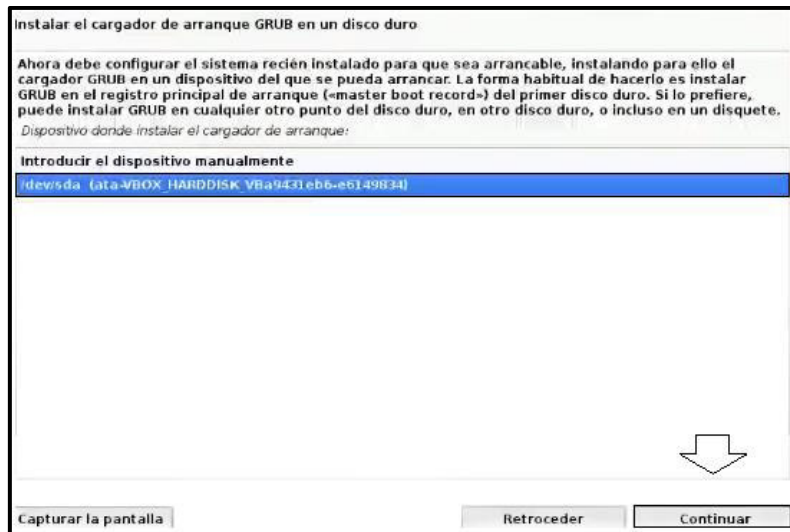 Instalar el cargador de arranque GRUB en un disco duro
Ahora debe configurar el sistema recién instalado para que sea arrancable, instalando para ello el
cargador GRUB en un dispositivo del que se pueda arrancar. La forma habitual de hacerlo es instalar
GRUB en el registro principal de arranque («master boot record») del primer disco duro. Si lo prefiere,
puede instalar GRUB en cualquier otro punto del disco duro, en otro disco duro, o incluso en un disquete.
Dispositivo donde instalar el cargador de arranque:
Introducir el dispositivo manualmente
/dev/sda (ata-VBOX_HARDDISK_VBa9431eb6-e6149834)
Capturar la pantalla
Retroceder
Continuar